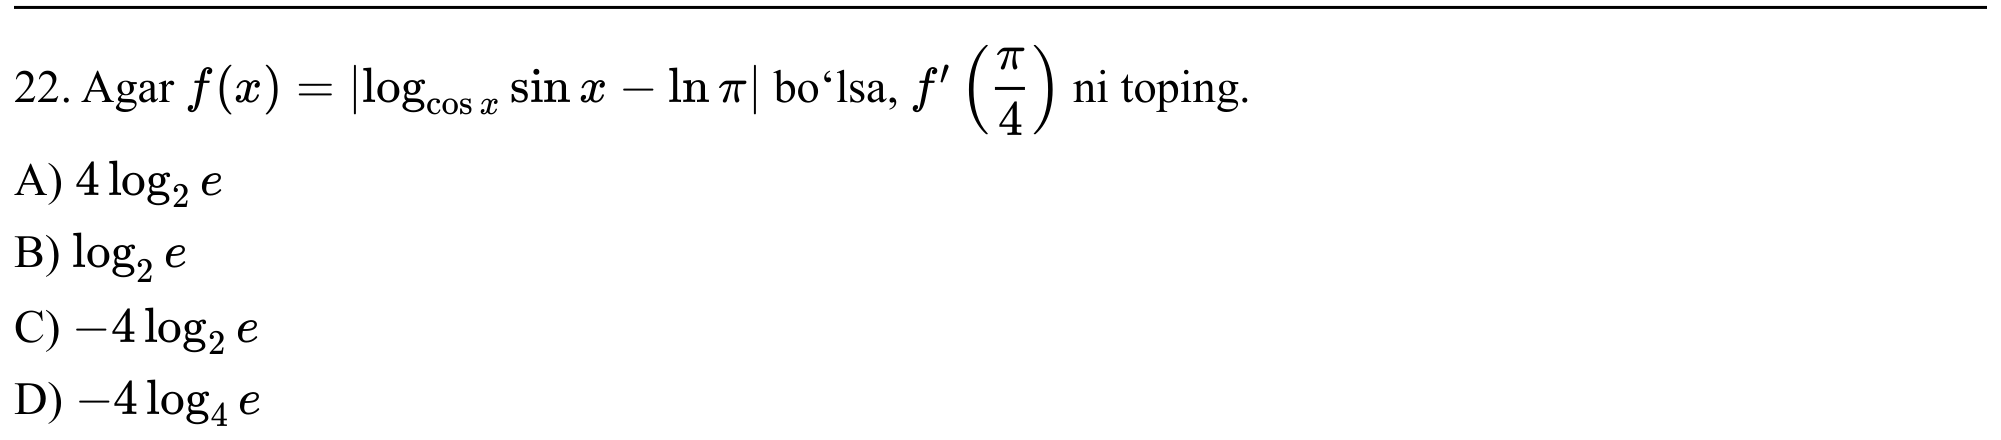 22. Agar f(x) = |log_{cos x} sin x − ln π| bo‘lsa, f′(π/4) ni toping.
A) 4 log₂ e
B) log₂ e
C) −4 log₂ e
D) −4 log₄ e